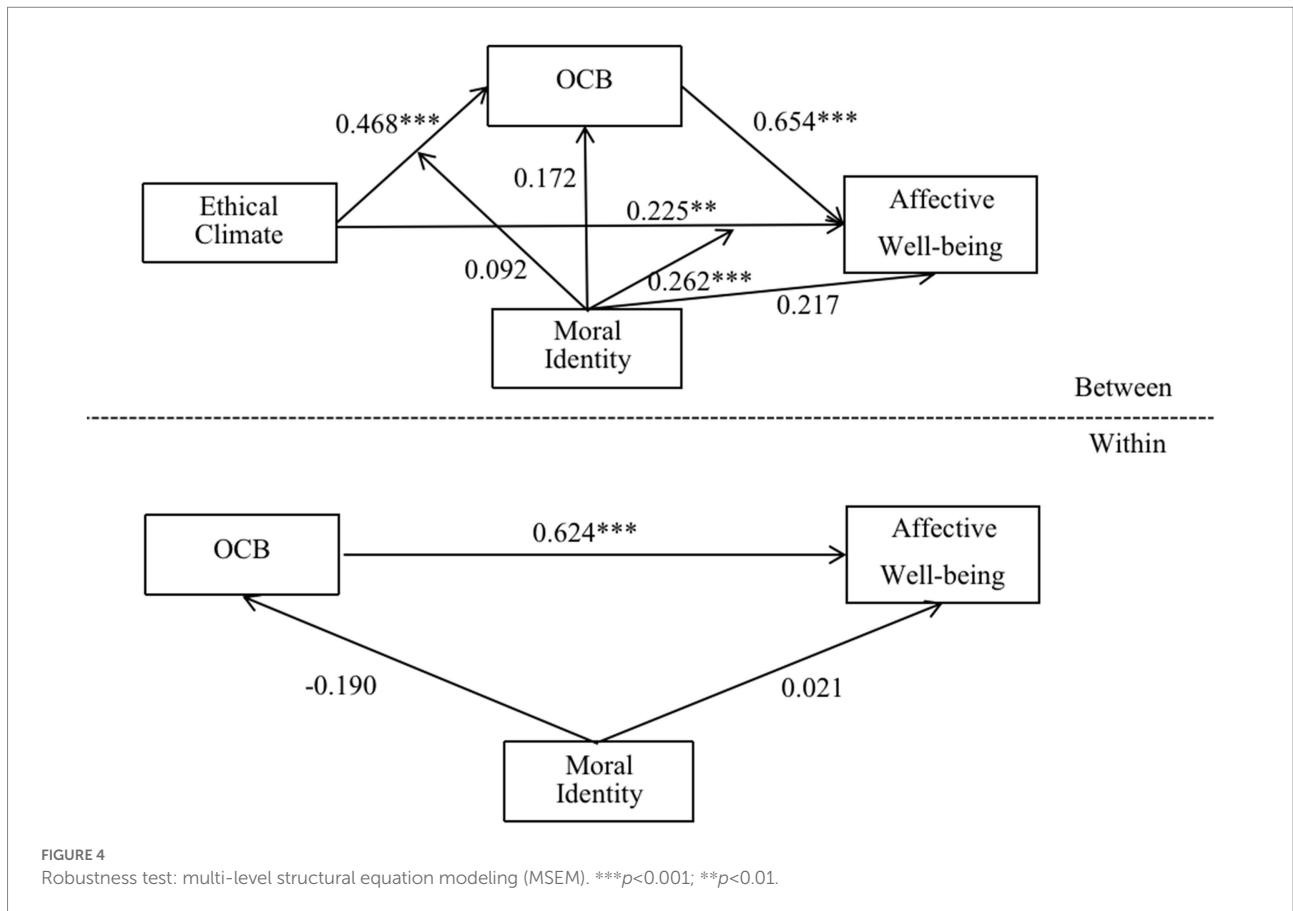 OCB
0.468***
0.654***
0.172
Ethical
Climate
Affective
Well-being
0.225**
0.092
0.262***
0.217
Moral
Identity
Between
Within
OCB
0.624***
Affective
Well-being
-0.190
0.021
Moral
Identity
FIGURE 4
Robustness test: multi-level structural equation modeling (MSEM). ***p<0.001; **p<0.01.